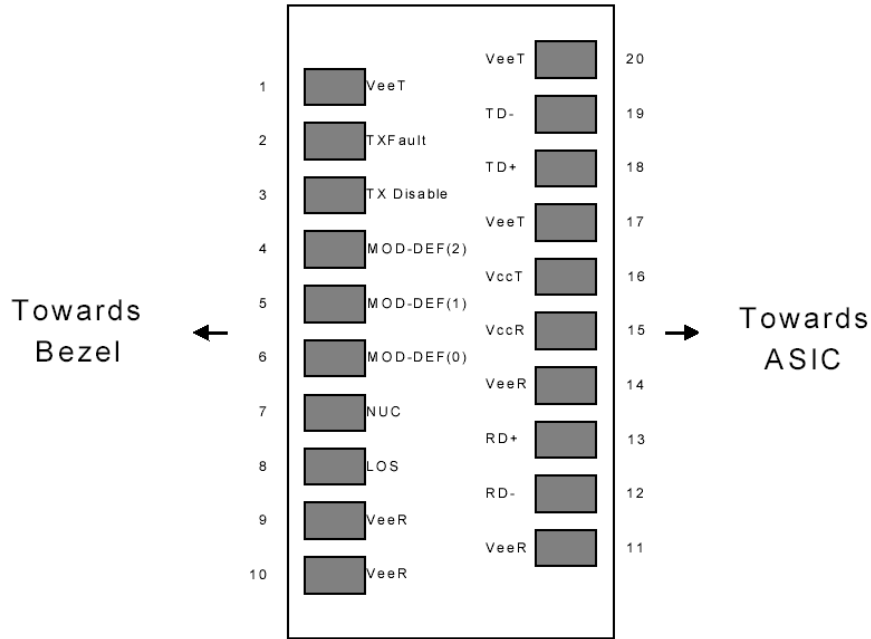 Towards
Bezel
1 VeeT
2 TXFault
3 TX Disable
4 MOD-DEF(2)
5 MOD-DEF(1)
6 MOD-DEF(0)
7 NUC
8 LOS
9 VeeR
10 VeeR
VeeT 20
TD- 19
TD+ 18
VeeT 17
VccT 16
VccR 15
VeeR 14
RD+ 13
RD- 12
VeeR 11
Towards
ASIC